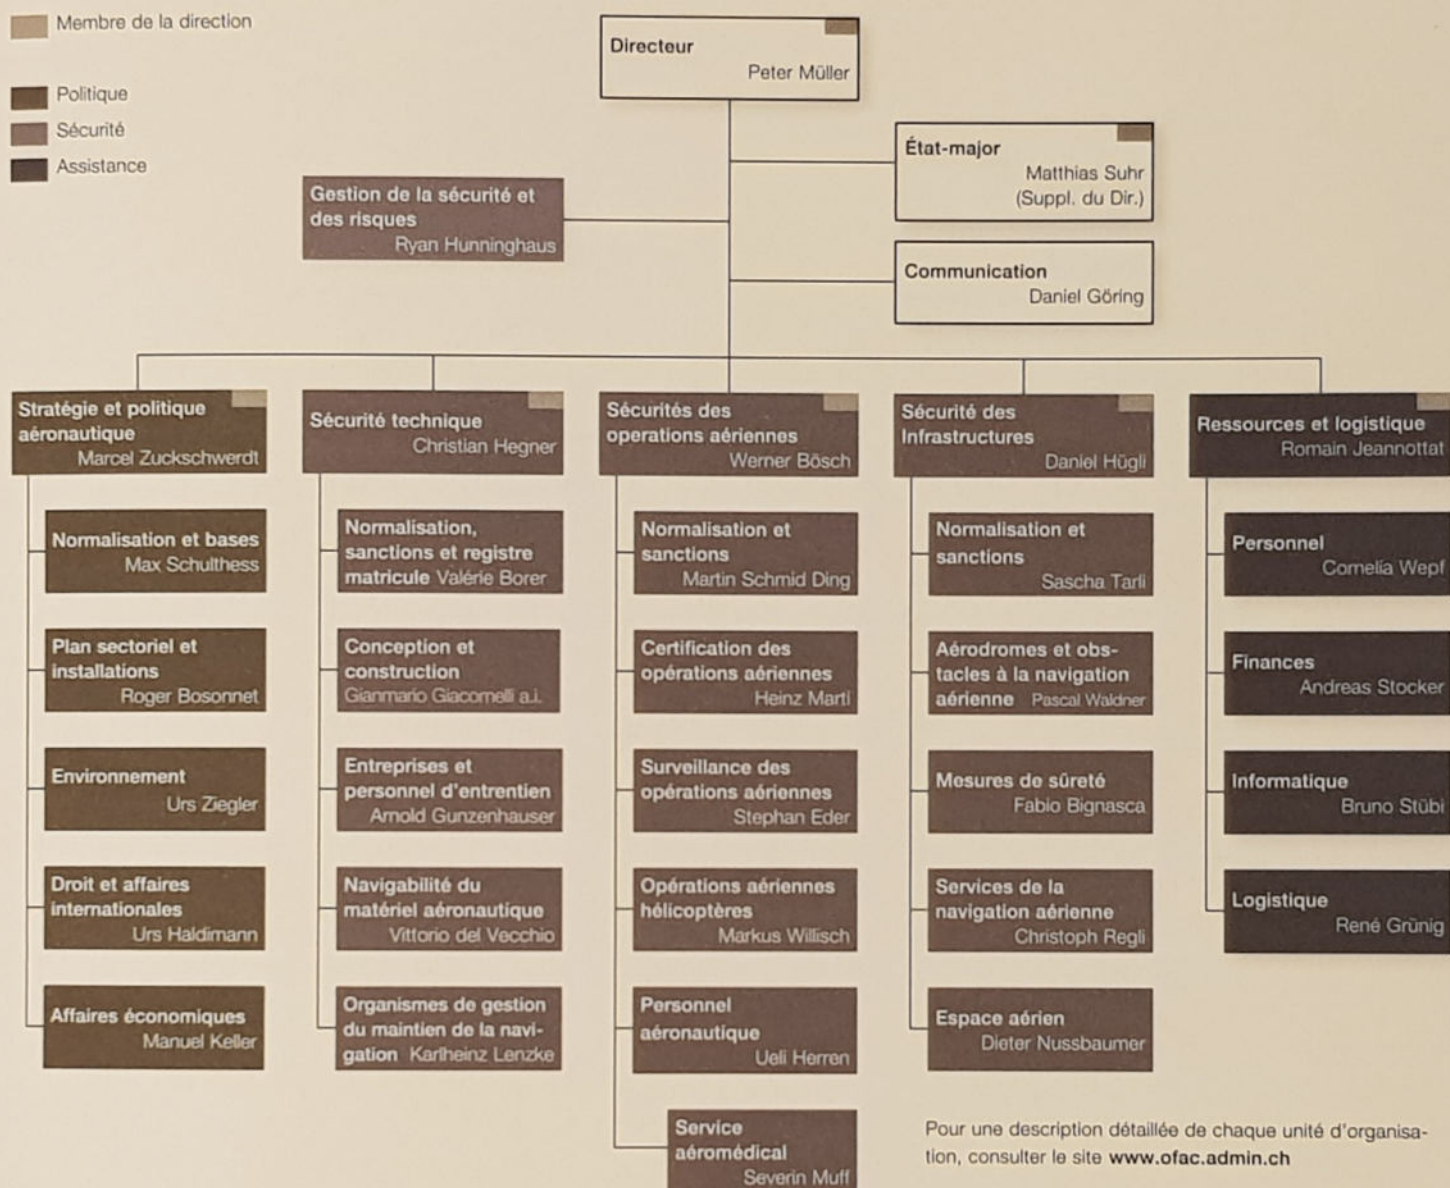 Membre de la direction
Politique
Sécurité
Assistance
Directeur
Peter Müller
État-major
Matthias Suhr
(Suppl. du Dir.)
Gestion de la sécurité et
des risques
Ryan Hunninghaus
Communication
Daniel Göring
Stratégie et politique
aéronautique
Marcel Zuckschwerdt
Normalisation et bases
Max Schulthess
Plan sectoriel et
installations
Roger Bosonnet
Environnement
Urs Ziegler
Droit et affaires
internationales
Urs Haldimann
Affaires économiques
Manuel Keller
Sécurité technique
Christian Hegner
Normalisation,
sanctions et registre
matricule Valérie Borer
Conception et
construction
Gianmario Giacomelli a.i.
Entreprises et
personnel d'entretien
Arnold Gunzenhauser
Navigabilité du
matériel aéronautique
Vittorio del Vecchio
Organismes de gestion
du maintien de la navi-
gation Karlheinz Lenzke
Sécurités des
operations aériennes
Werner Bösch
Normalisation et
sanctions
Martin Schmid Ding
Certification des
opérations aériennes
Heinz Marti
Surveillance des
opérations aériennes
Stephan Eder
Opérations aériennes
hélicoptères
Markus Willisch
Personnel
aéronautique
Ueli Herren
Service
aéromédical
Severin Muff
Sécurité des
Infrastructures
Daniel Hügli
Normalisation et
sanctions
Sascha Tarli
Aérodromes et obs-
tacles à la navigation
aérienne Pascal Waldner
Mesures de sûreté
Fabio Bignasca
Services de la
navigation aérienne
Christoph Regli
Espace aérien
Dieter Nussbaumer
Ressources et logistique
Romain Jeannottat
Personnel
Cornelia Wepf
Finances
Andreas Stocker
Informatique
Bruno Stübi
Logistique
René Grünig
Pour une description détaillée de chaque unité d'organisa-
tion, consulter le site www.ofac.admin.ch